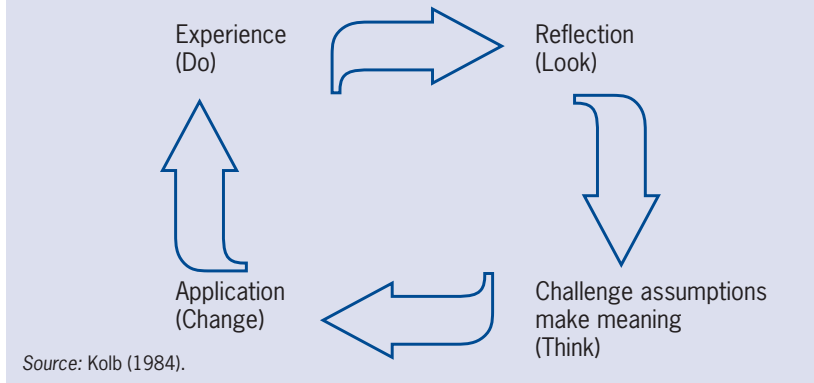 Experience
(Do)
Reflection
(Look)
Application
(Change)
Challenge assumptions
make meaning
(Think)
Source: Kolb (1984).